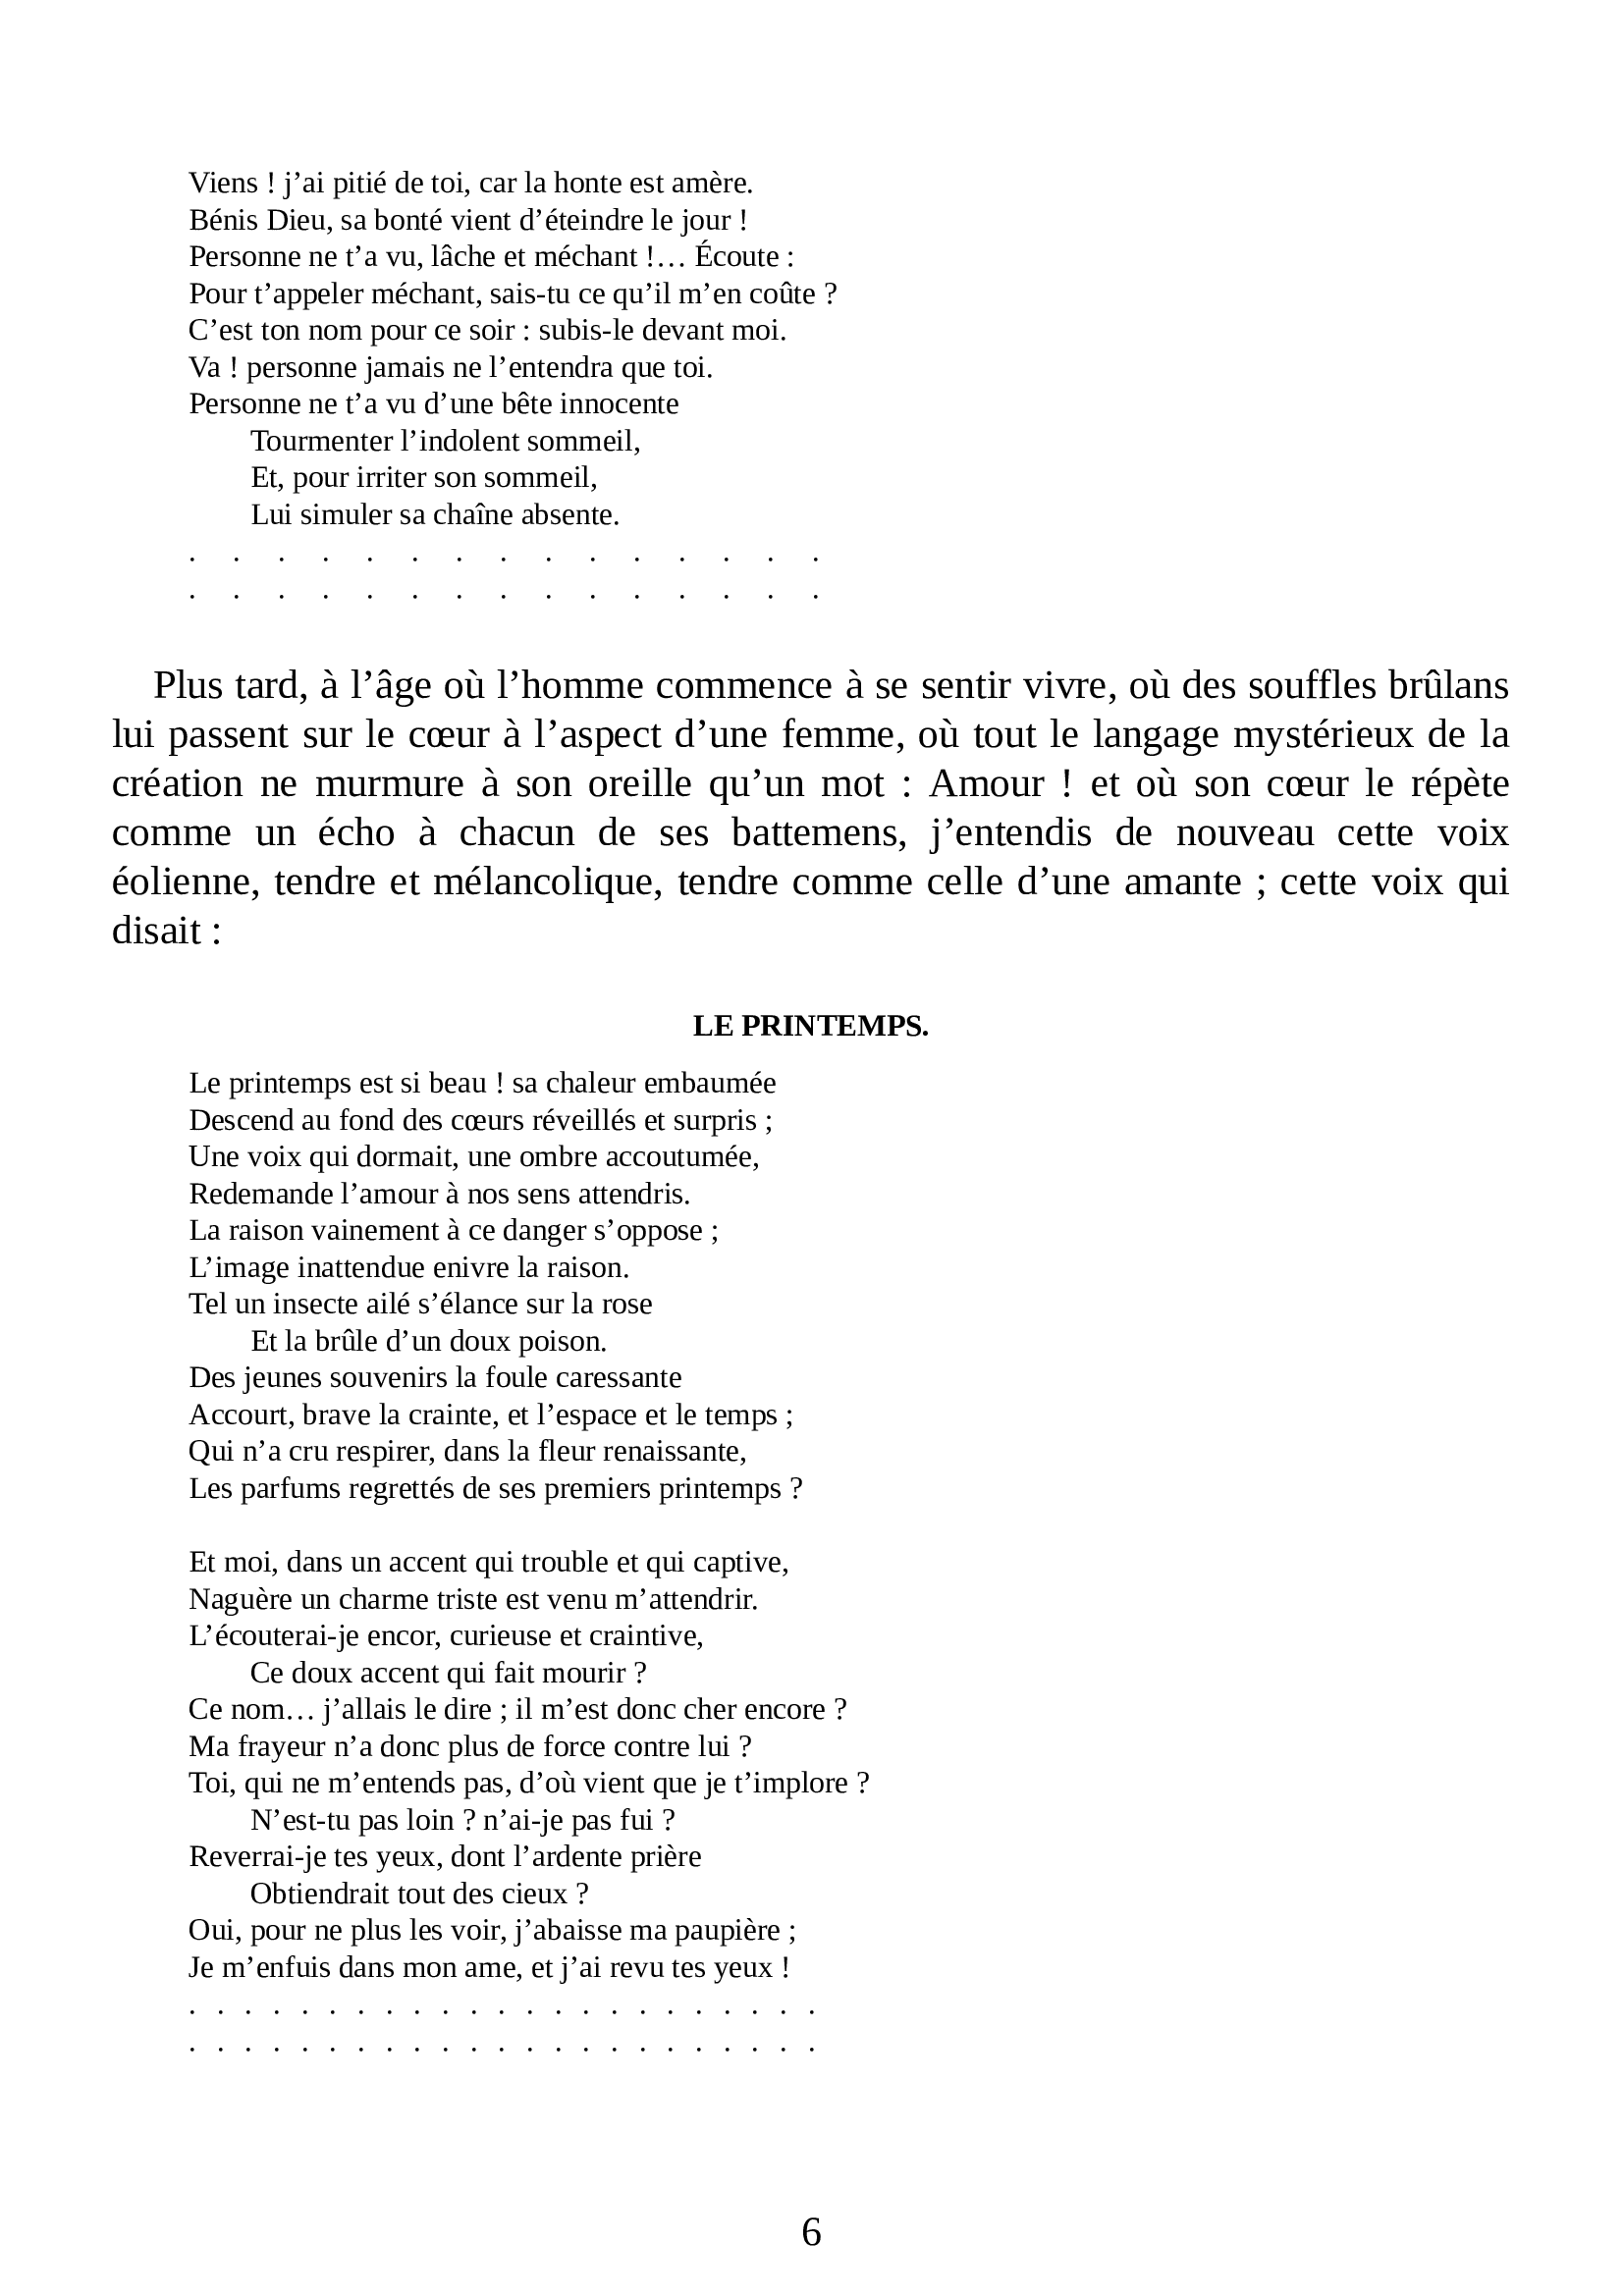 Viens ! j’ai pitié de toi, car la honte est amère.
Bénis Dieu, sa bonté vient d’éteindre le jour !
Personne ne t’a vu, lâche et méchant !… Écoute :
Pour t’appeler méchant, sais-tu ce qu’il m’en coûte ?
C’est ton nom pour ce soir : subis-le devant moi.
Va ! personne jamais ne l’entendra que toi.
Personne ne t’a vu d’une bête innocente
Tourmenter l’indolent sommeil,
Et, pour irriter son sommeil,
Lui simuler sa chaîne absente.
. . . . . . . . . . . . . . .
. . . . . . . . . . . . . . .
Plus tard, à l’âge où l’homme commence à se sentir vivre, où des souffles brûlans
lui passent sur le cœur à l’aspect d’une femme, où tout le langage mystérieux de la
création ne murmure à son oreille qu’un mot : Amour ! et où son cœur le répète
comme un écho à chacun de ses battemens, j’entendis de nouveau cette voix
éolienne, tendre et mélancolique, tendre comme celle d’une amante ; cette voix qui
disait :
LE PRINTEMPS.
Le printemps est si beau ! sa chaleur embaumée
Descend au fond des cœurs réveillés et surpris ;
Une voix qui dormait, une ombre accoutumée,
Redemande l’amour à nos sens attendris.
La raison vainement à ce danger s’oppose ;
L’image inattendue enivre la raison.
Tel un insecte ailé s’élance sur la rose
Et la brûle d’un doux poison.
Des jeunes souvenirs la foule caressante
Accourt, brave la crainte, et l’espace et le temps ;
Qui n’a cru respirer, dans la fleur renaissante,
Les parfums regrettés de ses premiers printemps ?
Et moi, dans un accent qui trouble et qui captive,
Naguère un charme triste est venu m’attendrir.
L’écouterai-je encor, curieuse et craintive,
Ce doux accent qui fait mourir ?
Ce nom… j’allais le dire ; il m’est donc cher encore ?
Ma frayeur n’a donc plus de force contre lui ?
Toi, qui ne m’entends pas, d’où vient que je t’implore ?
N’est-tu pas loin ? n’ai-je pas fui ?
Reverrai-je tes yeux, dont l’ardente prière
Obtiendrait tout des cieux ?
Oui, pour ne plus les voir, j’abaisse ma paupière ;
Je m’enfuis dans mon ame, et j’ai revu tes yeux !
. . . . . . . . . . . . . . . . . . . . . . .
. . . . . . . . . . . . . . . . . . . . . . .
6